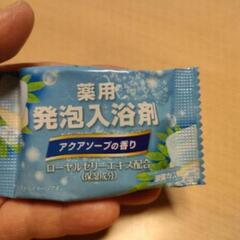 薬用
発泡入浴剤
アクアソープの香り
ローヤルゼリーエキス配合
(保湿成分)